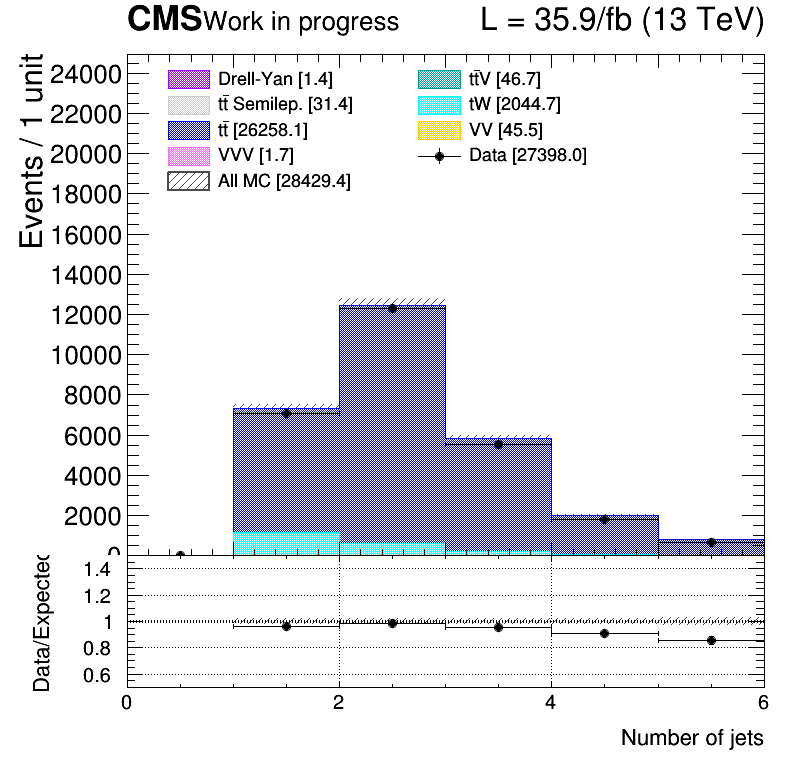 CMS Work in progress L = 35.9/fb (13 TeV)
Events / 1 unit
24000
22000
20000
18000
16000
14000
12000
10000
8000
6000
4000
2000
0
Drell-Yan [1.4]
tt̄ Semilep. [31.4]
tt̄ [26258.1]
VVV [1.7]
All MC [28429.4]
tt̄V [46.7]
tW [2044.7]
VV [45.5]
Data [27398.0]
Data/Expected
1.4
1.2
1
0.8
0.6
0 2 4 6
Number of jets